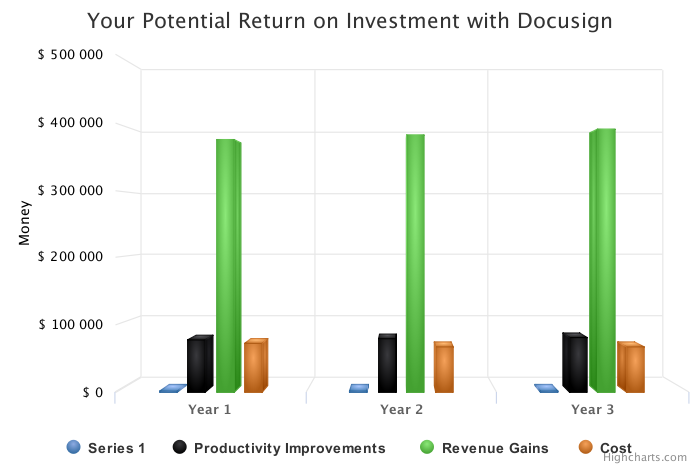 Your Potential Return on Investment with Docusign
$ 500 000
$ 400 000
$ 300 000
$ 200 000
$ 100 000
$ 0
Money
Year 1
Year 2
Year 3
Series 1
Productivity Improvements
Revenue Gains
Cost
Highcharts.com